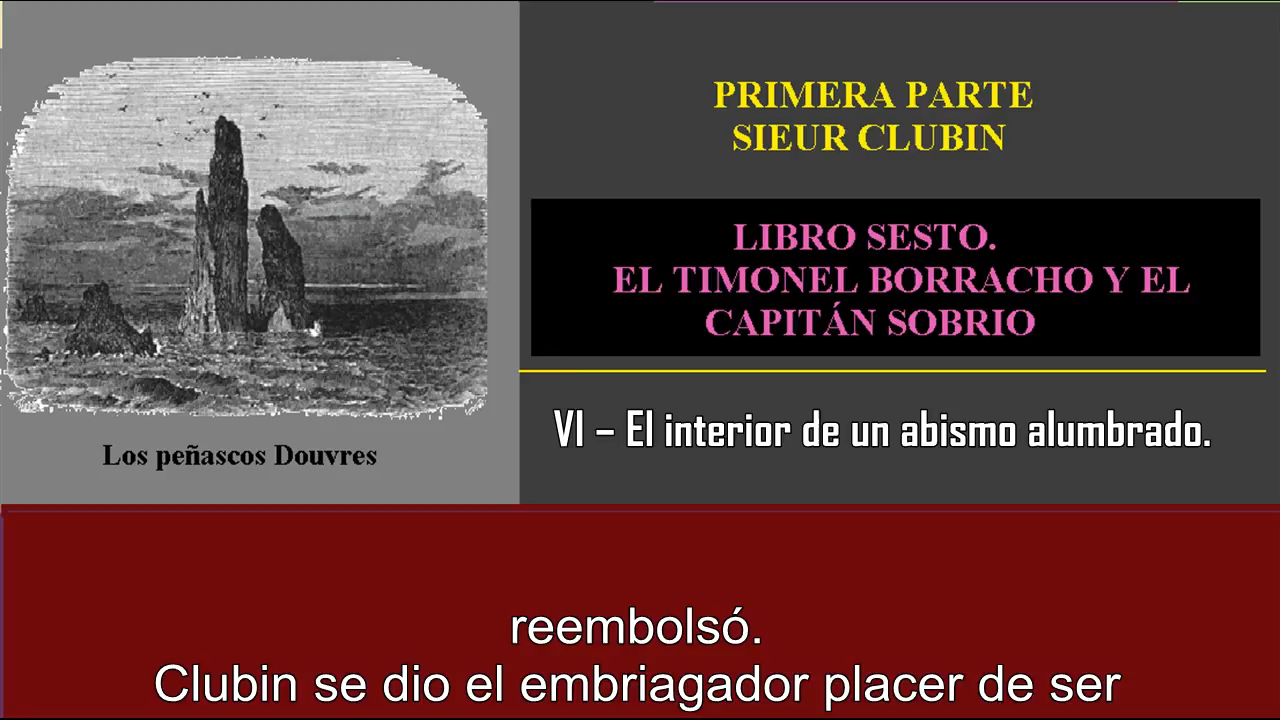 PRIMERA PARTE
SIEUR CLUBIN
LIBRO SESTO.
EL TIMONEL BORRACHO Y EL
CAPITÁN SOBRIO
VI – El interior de un abismo alumbrado.
Los peñascos Douvres
reembolsó.
Clubin se dio el embriagador placer de ser